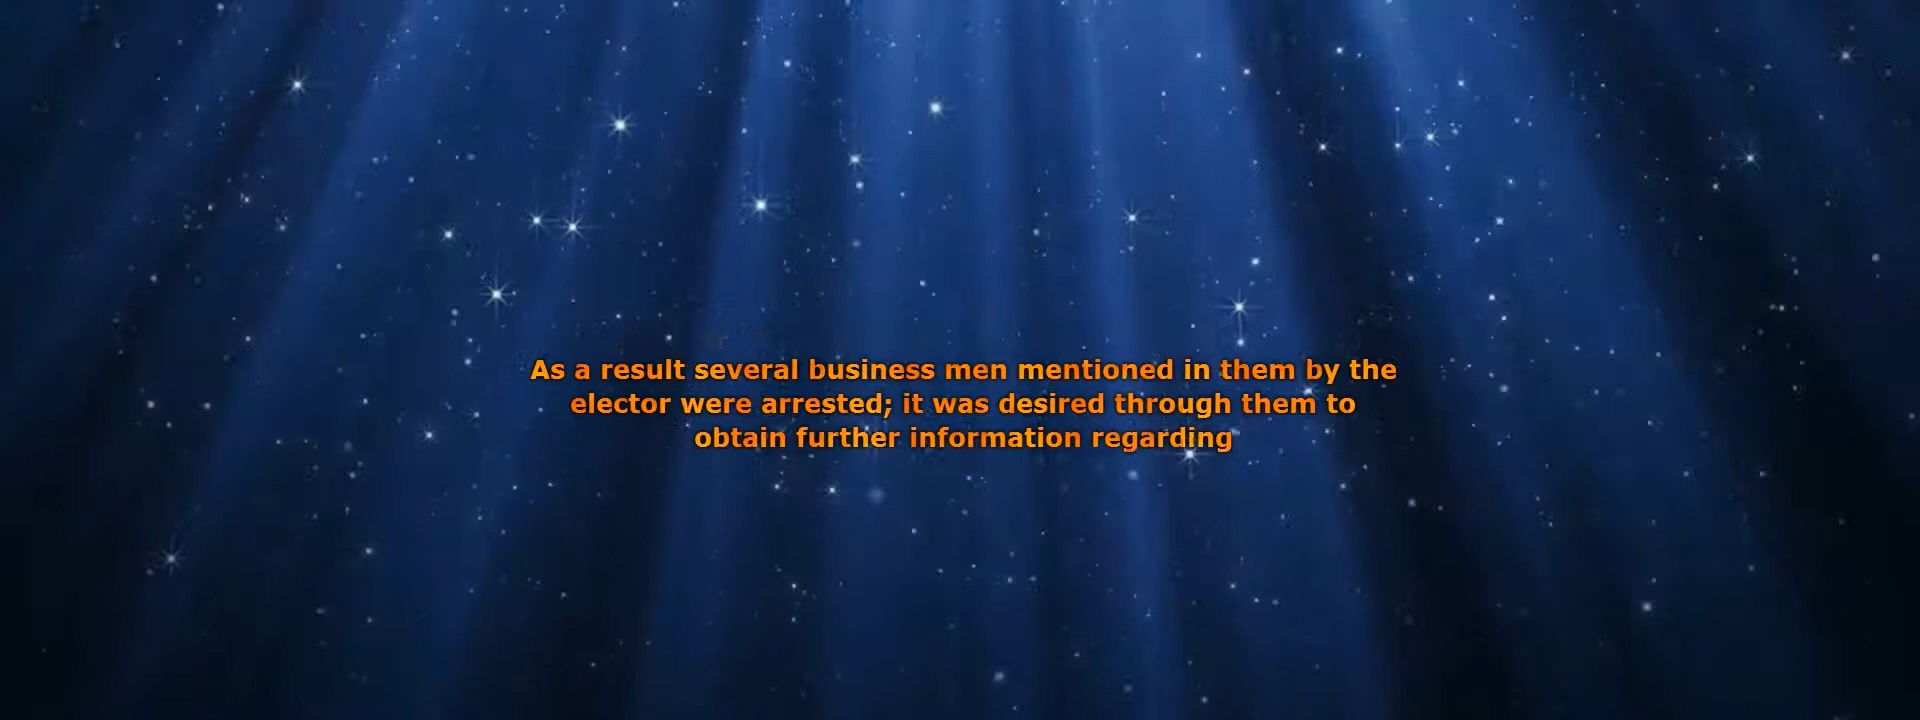 As a result several business men mentioned in them by the
elector were arrested; it was desired through them to
obtain further information regarding